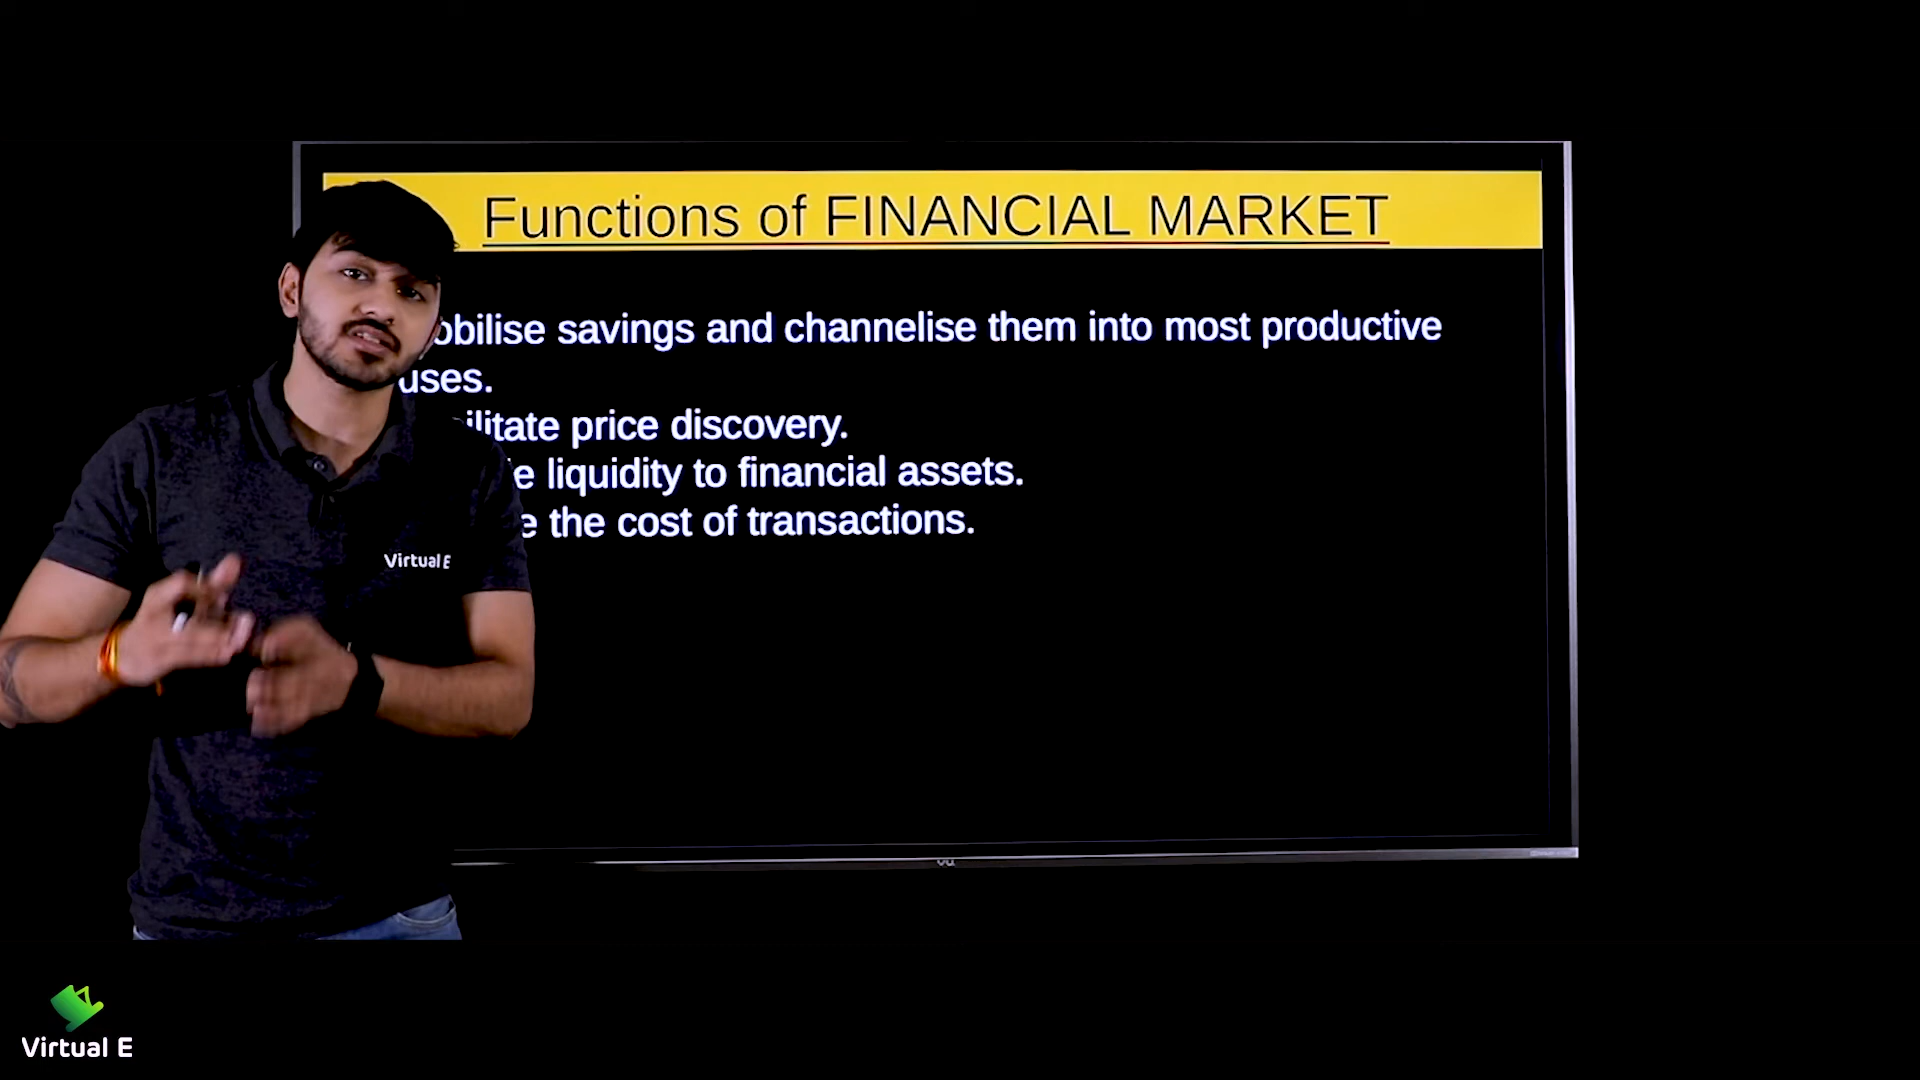 Functions of FINANCIAL MARKET
obilise savings and channelise them into most productive
uses.
ilitate price discovery.
e liquidity to financial assets.
e the cost of transactions.
Virtual E
vu
Virtual E